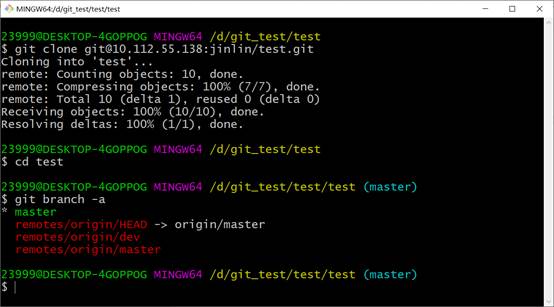 MINGW64:/d/git_test/test/test
23999@DESKTOP-4GOPPOG MINGW64 /d/git_test/test
$ git clone git@10.112.55.138:jinlin/test.git
Cloning into 'test'...
remote: Counting objects: 10, done.
remote: Compressing objects: 100% (7/7), done.
remote: Total 10 (delta 1), reused 0 (delta 0)
Receiving objects: 100% (10/10), done.
Resolving deltas: 100% (1/1), done.
23999@DESKTOP-4GOPPOG MINGW64 /d/git_test/test
$ cd test
23999@DESKTOP-4GOPPOG MINGW64 /d/git_test/test/test (master)
$ git branch -a
* master
remotes/origin/HEAD -> origin/master
remotes/origin/dev
remotes/origin/master
23999@DESKTOP-4GOPPOG MINGW64 /d/git_test/test/test (master)
$